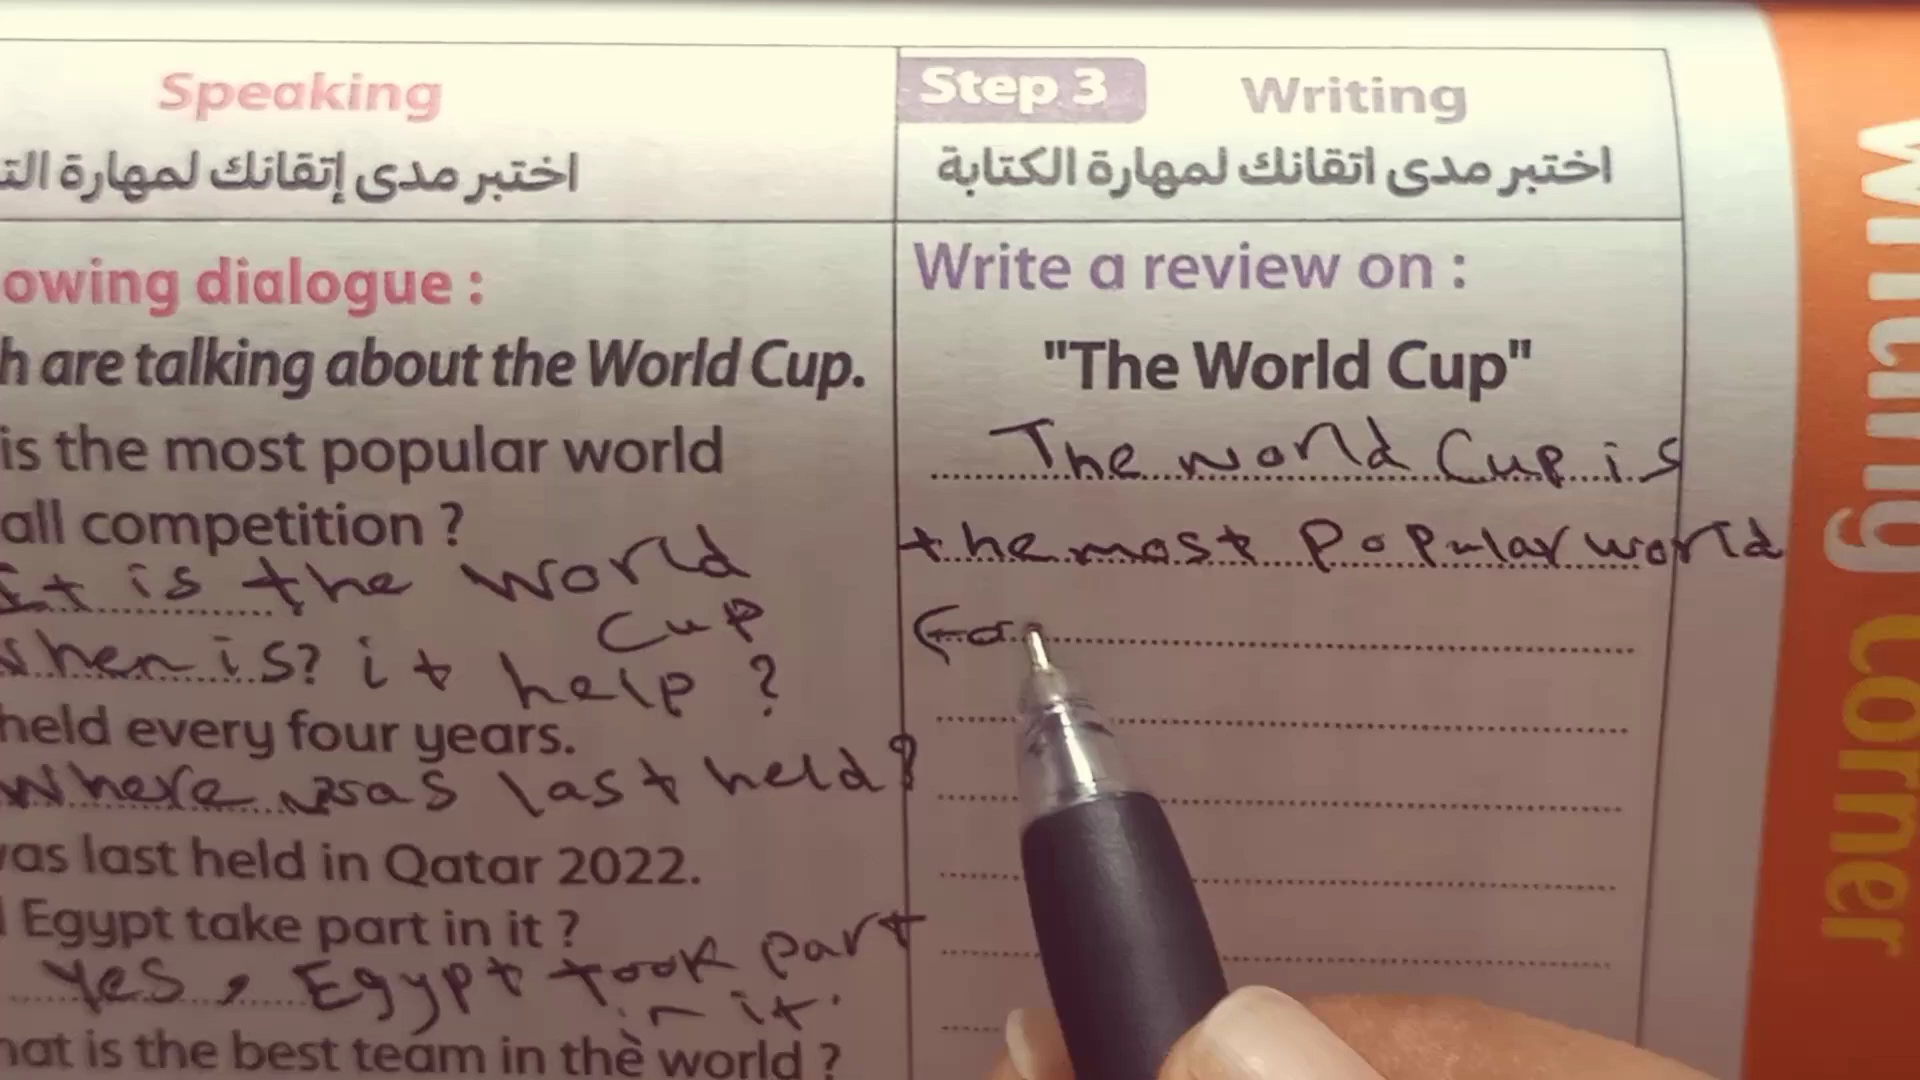 Speaking
اختبر مدى إتقانك لمهارة
owing dialogue :
h are talking about the World Cup.
is the most popular world
all competition ?
It is the world
cup
when is? it help ?
held every four years.
where was last held?
was last held in Qatar 2022.
Egypt take part in it ?
Yes, Egypt took part
in it.
hat is the best team in the world ?
Step 3 Writing
اختبر مدى اتقانك لمهارة الكتابة
Write a review on :
"The World Cup"
The world Cup is
the most popular world
foo
Writing Corner